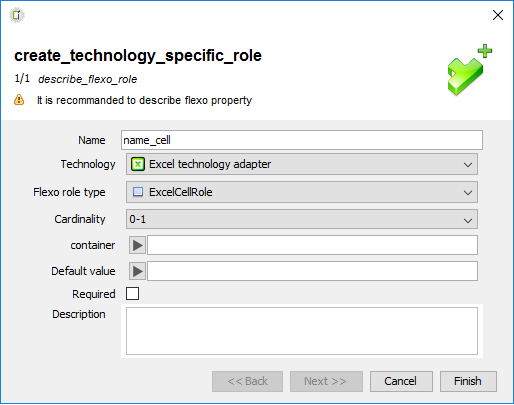 create_technology_specific_role
1/1 describe_flexo_role
It is recommanded to describe flexo property
Name name_cell
Technology Excel technology adapter
Flexo role type ExcelCellRole
Cardinality 0-1
container
Default value
Required
Description
<< Back Next >> Cancel Finish